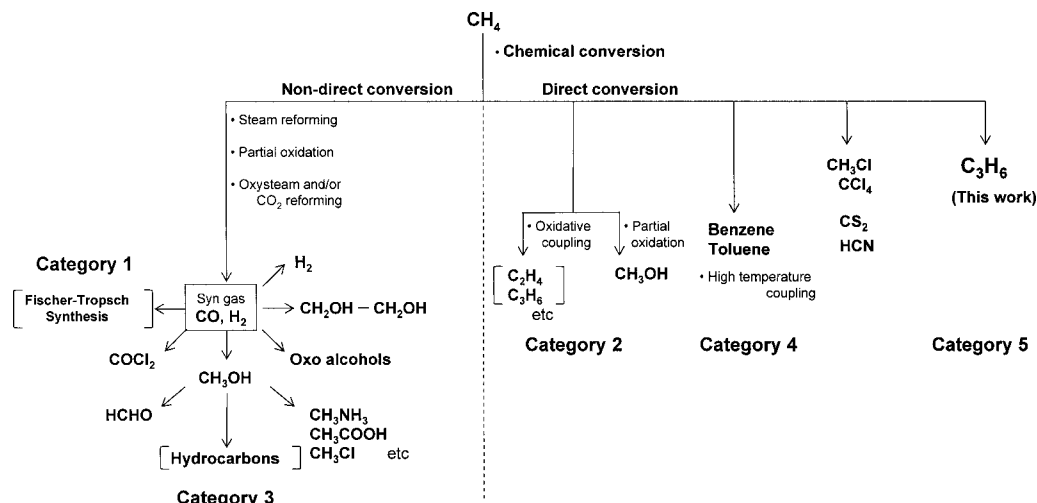 CH₄
· Chemical conversion
Non-direct conversion
Direct conversion
· Steam reforming
· Partial oxidation
· Oxysteam and/or
CO₂ reforming
Category 1
Fischer-Tropsch
Synthesis
Syn gas
CO, H₂
H₂
CH₂OH – CH₂OH
Oxo alcohols
COCl₂
CH₃OH
HCHO
CH₃NH₃
CH₃COOH
CH₃Cl etc
[Hydrocarbons]
Category 3
· Oxidative
coupling
C₂H₄
C₃H₆
etc
· Partial
oxidation
CH₃OH
Category 2
Benzene
Toluene
· High temperature
coupling
Category 4
CH₃Cl
CCl₄
CS₂
HCN
C₃H₆
(This work)
Category 5